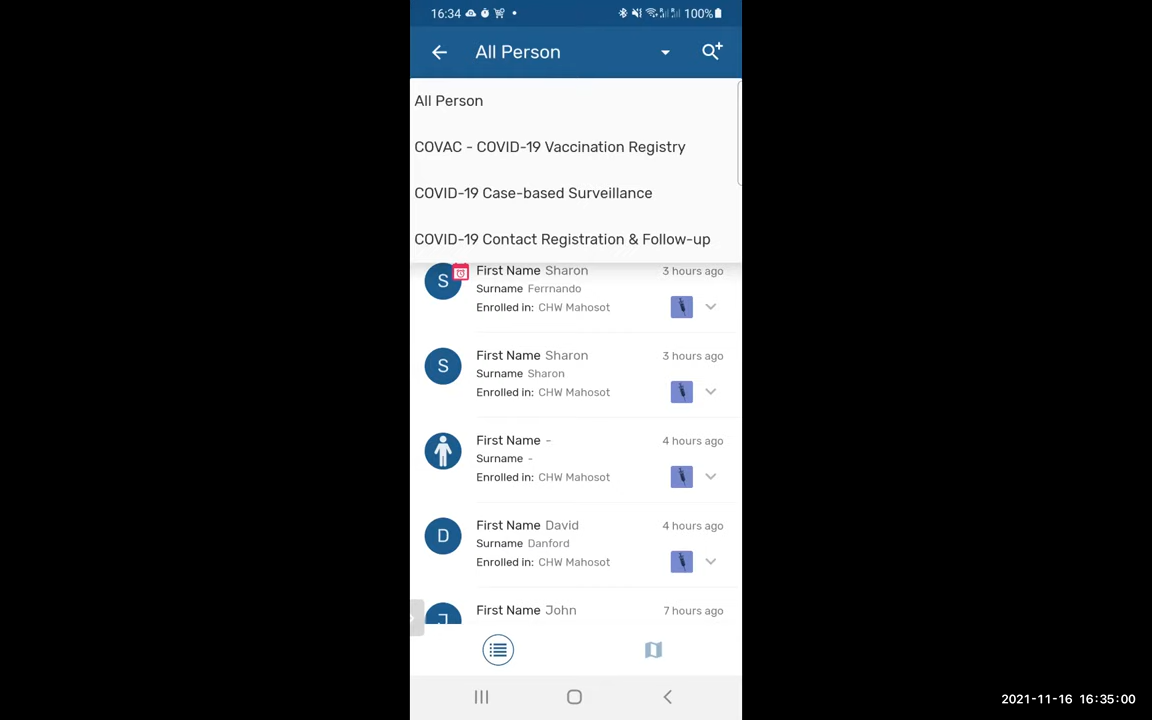 16:34
100%
All Person
All Person
COVAC - COVID-19 Vaccination Registry
COVID-19 Case-based Surveillance
COVID-19 Contact Registration & Follow-up
S
First Name Sharon
3 hours ago
Surname Ferrnando
Enrolled in: CHW Mahosot
S
First Name Sharon
3 hours ago
Surname Sharon
Enrolled in: CHW Mahosot
First Name -
4 hours ago
Surname -
Enrolled in: CHW Mahosot
D
First Name David
4 hours ago
Surname Danford
Enrolled in: CHW Mahosot
J
First Name John
7 hours ago
2021-11-16 16:35:00